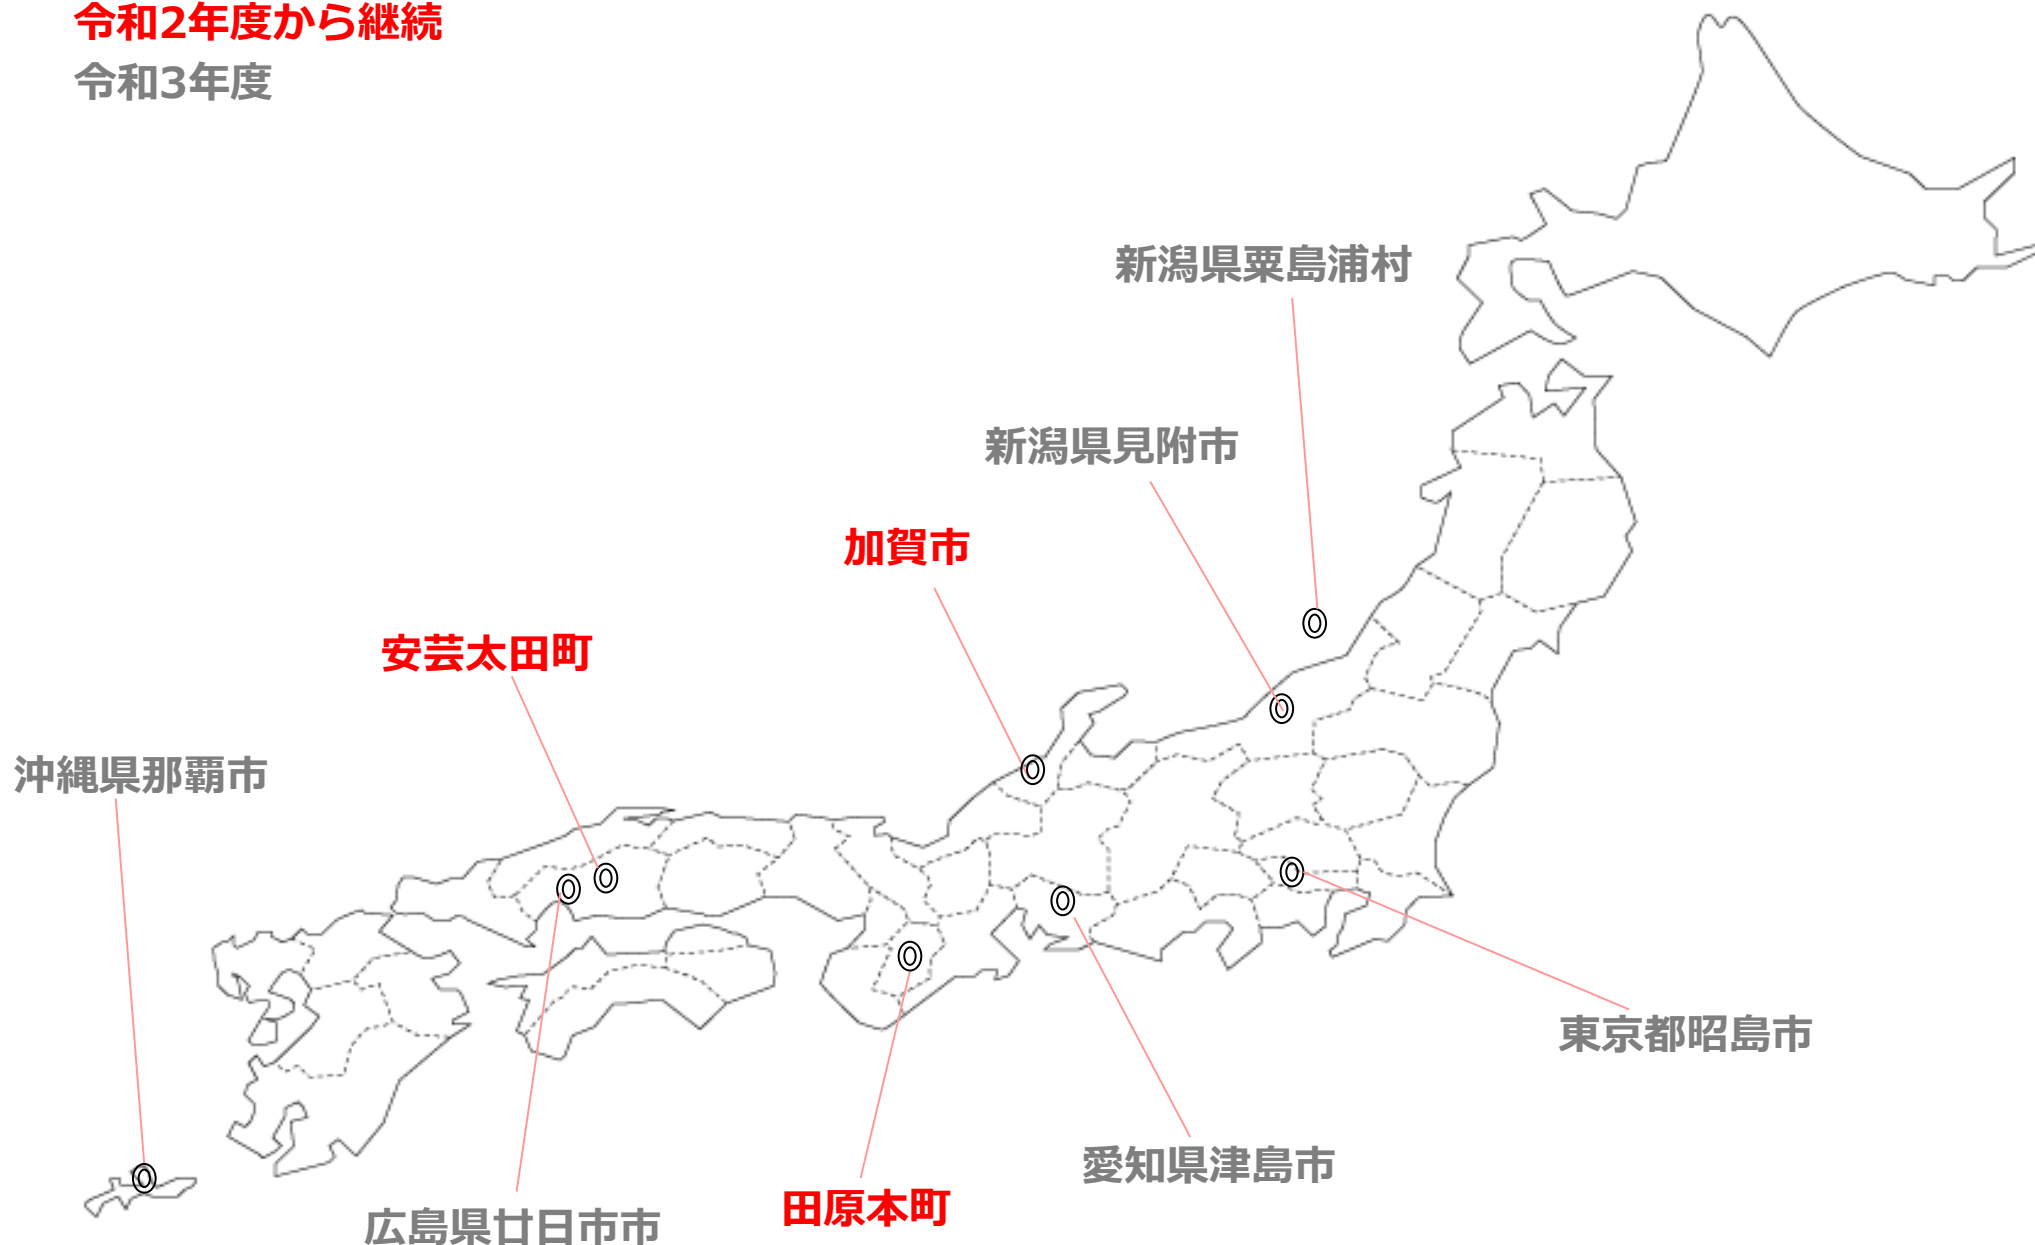 令和2年度から継続
令和3年度
新潟県粟島浦村
新潟県見附市
加賀市
安芸太田町
沖縄県那覇市
東京都昭島市
愛知県津島市
田原本町
広島県廿日市市